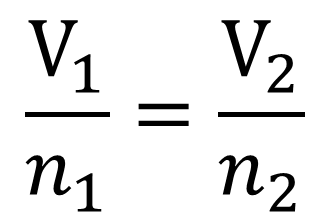 V₁/n₁ = V₂/n₂